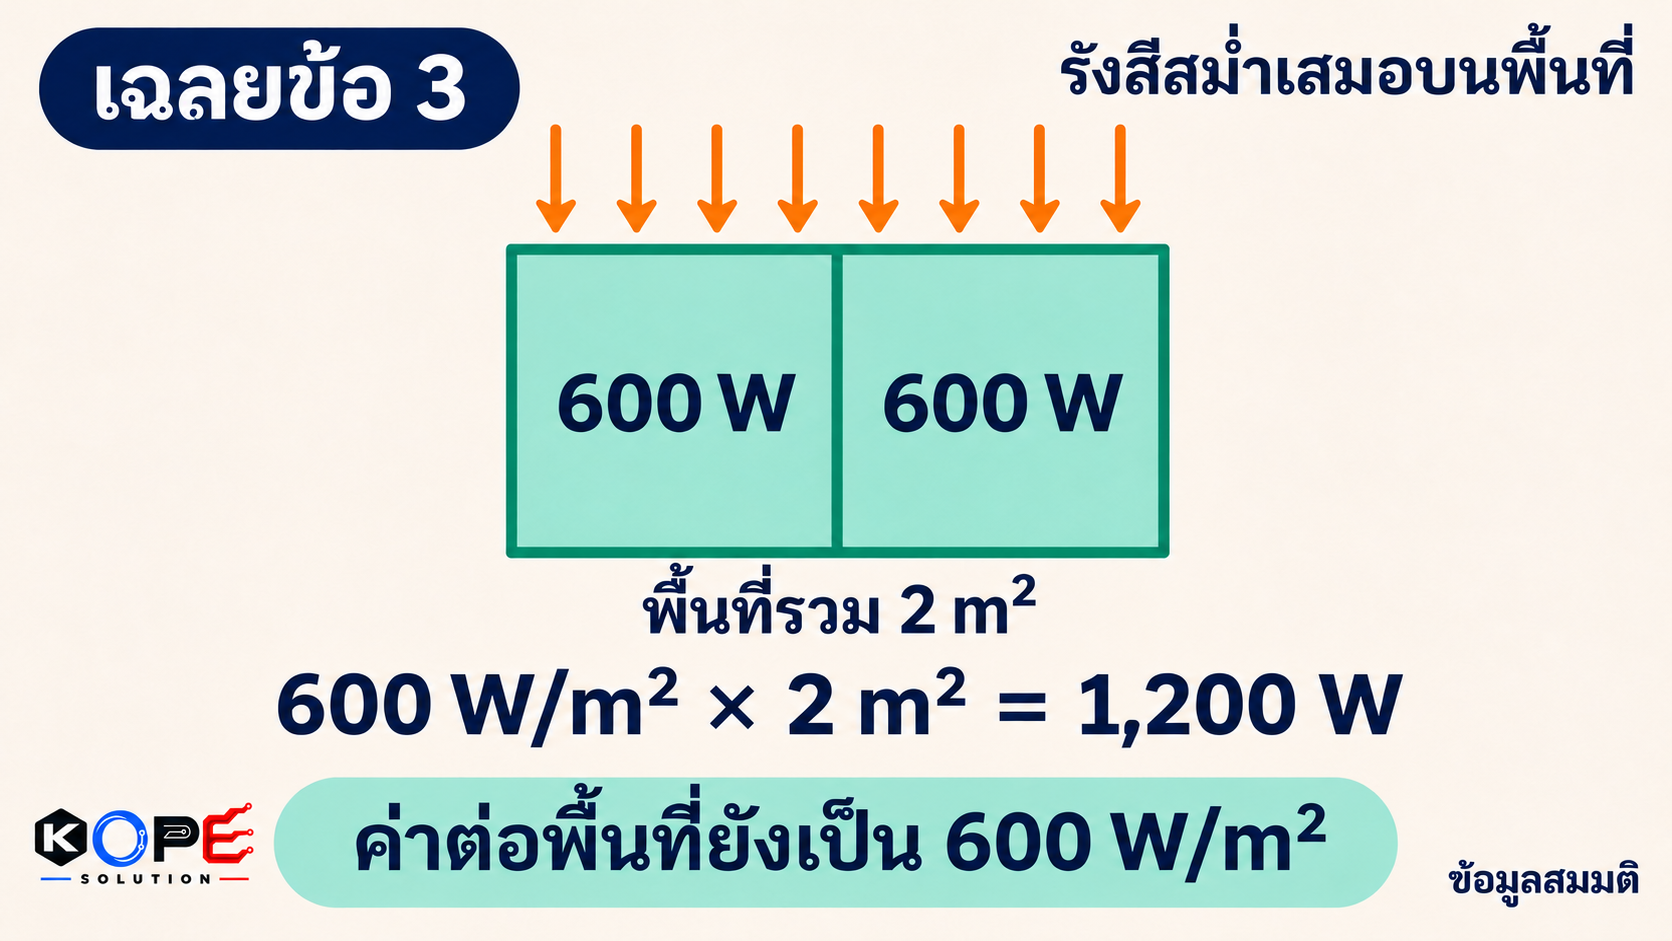 เฉลยข้อ 3
รังสีสม่ำเสมอบนพื้นที่
600 W
600 W
พื้นที่รวม 2 m²
600 W/m² × 2 m² = 1,200 W
ค่าต่อพื้นที่ยังเป็น 600 W/m²
KOPE
SOLUTION
ข้อมูลสมมติ